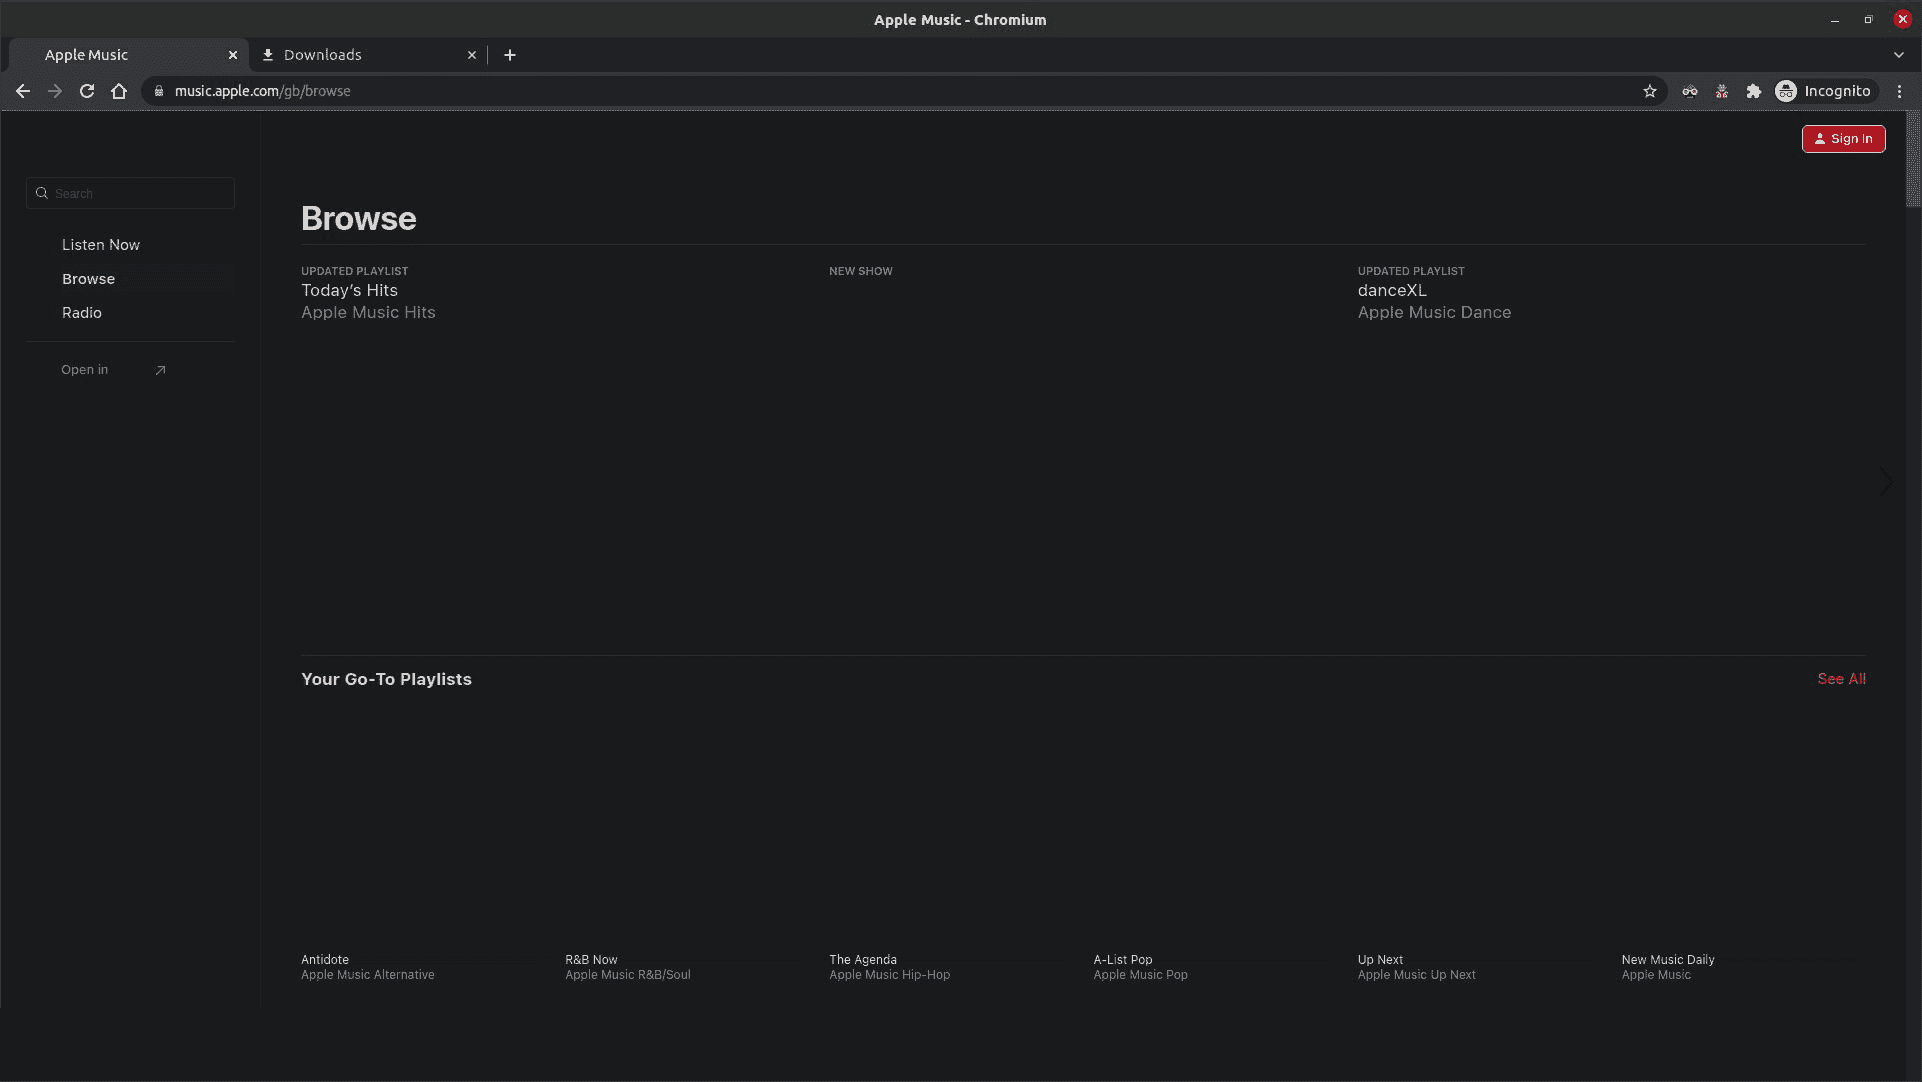 Apple Music - Chromium
Apple Music
Downloads
music.apple.com/gb/browse
Incognito
Sign In
Search
Listen Now
Browse
Radio
Open in
Browse
UPDATED PLAYLIST
Today’s Hits
Apple Music Hits
NEW SHOW
UPDATED PLAYLIST
danceXL
Apple Music Dance
Your Go-To Playlists
See All
Antidote
Apple Music Alternative
R&B Now
Apple Music R&B/Soul
The Agenda
Apple Music Hip-Hop
A-List Pop
Apple Music Pop
Up Next
Apple Music Up Next
New Music Daily
Apple Music